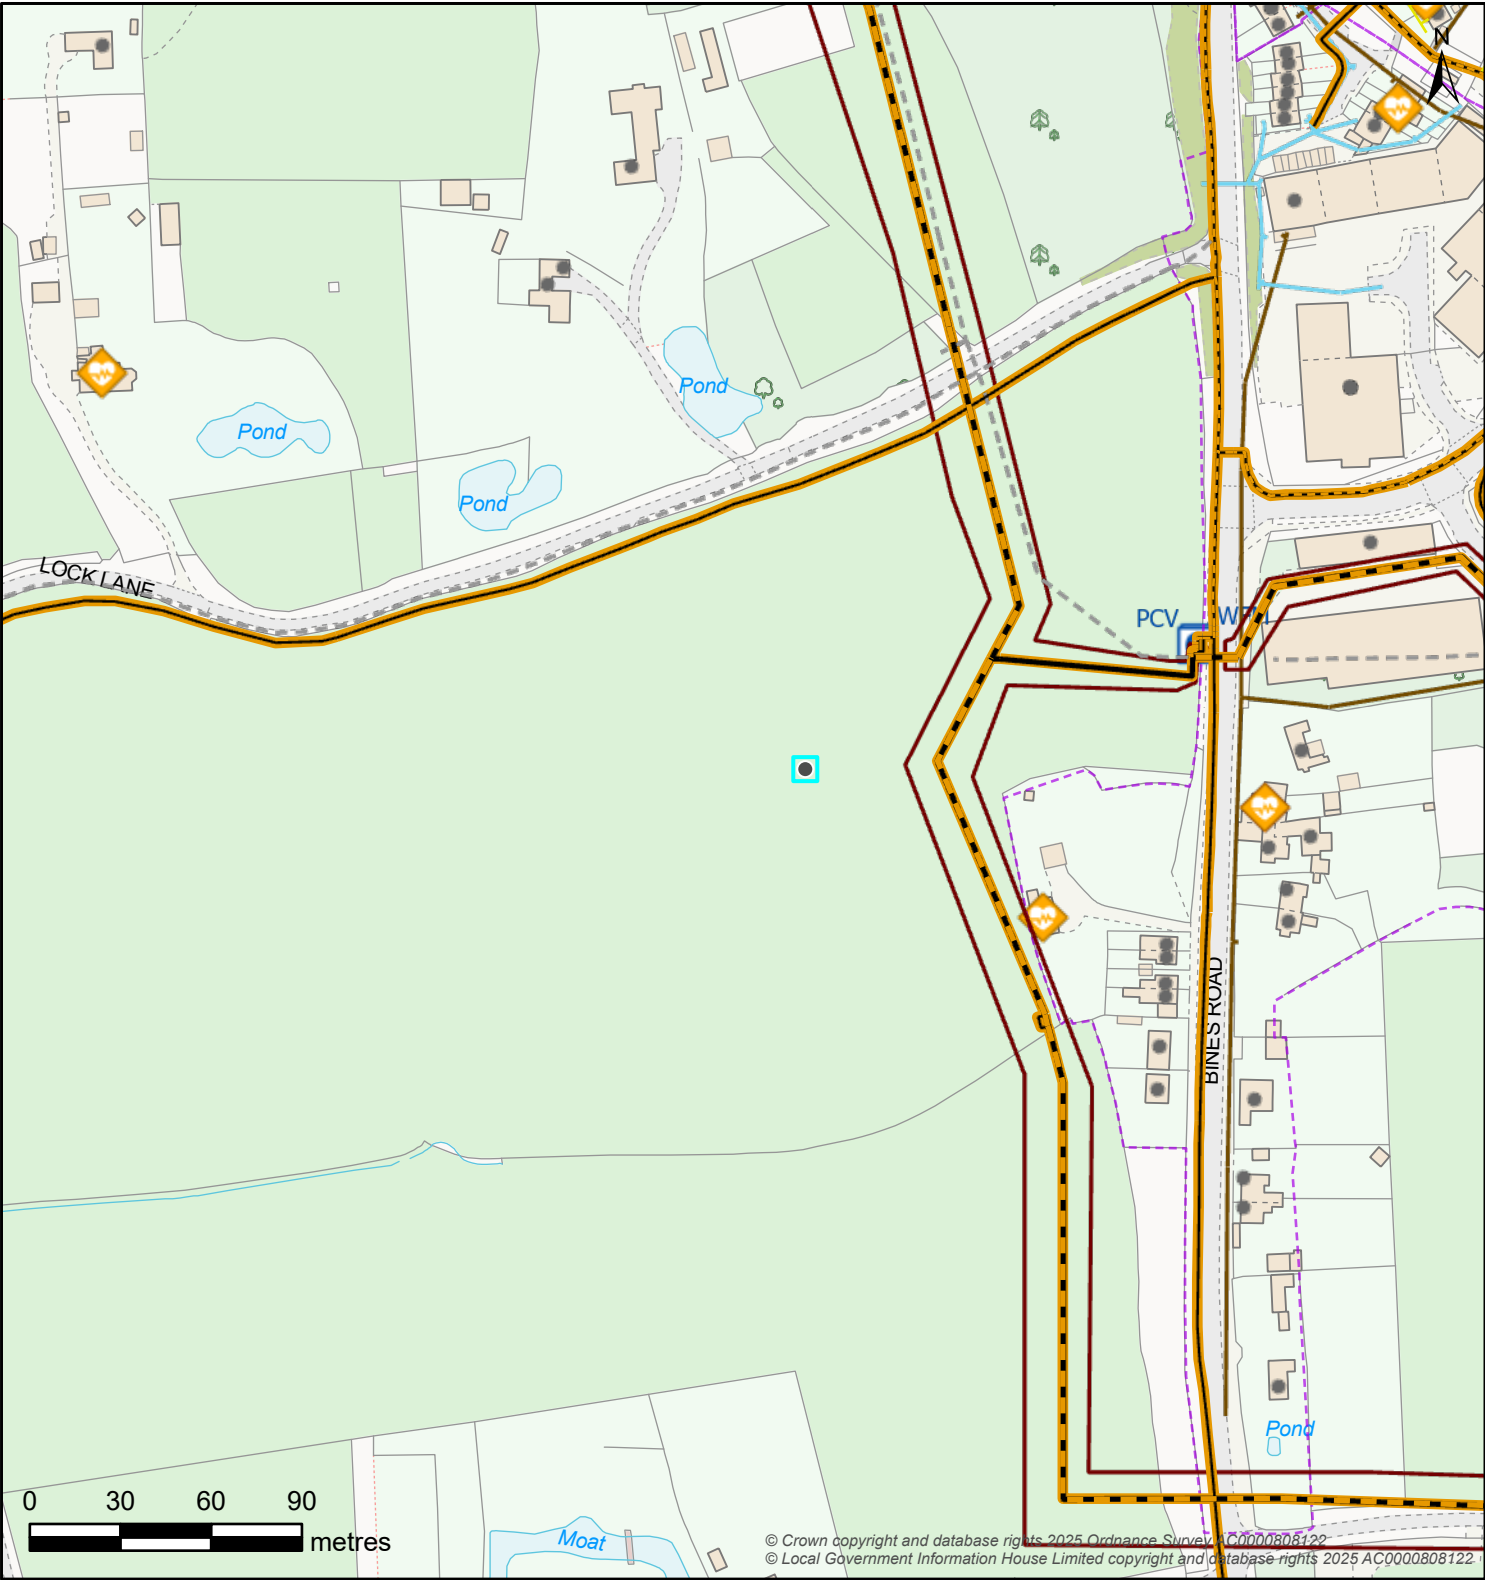 N
Pond
Pond
Pond
LOCK LANE
PCV
BINES ROAD
Pond
0 30 60 90
metres
Moat
© Crown copyright and database rights 2025 Ordnance Survey AC0000808122
© Local Government Information House Limited copyright and database rights 2025 AC0000808122